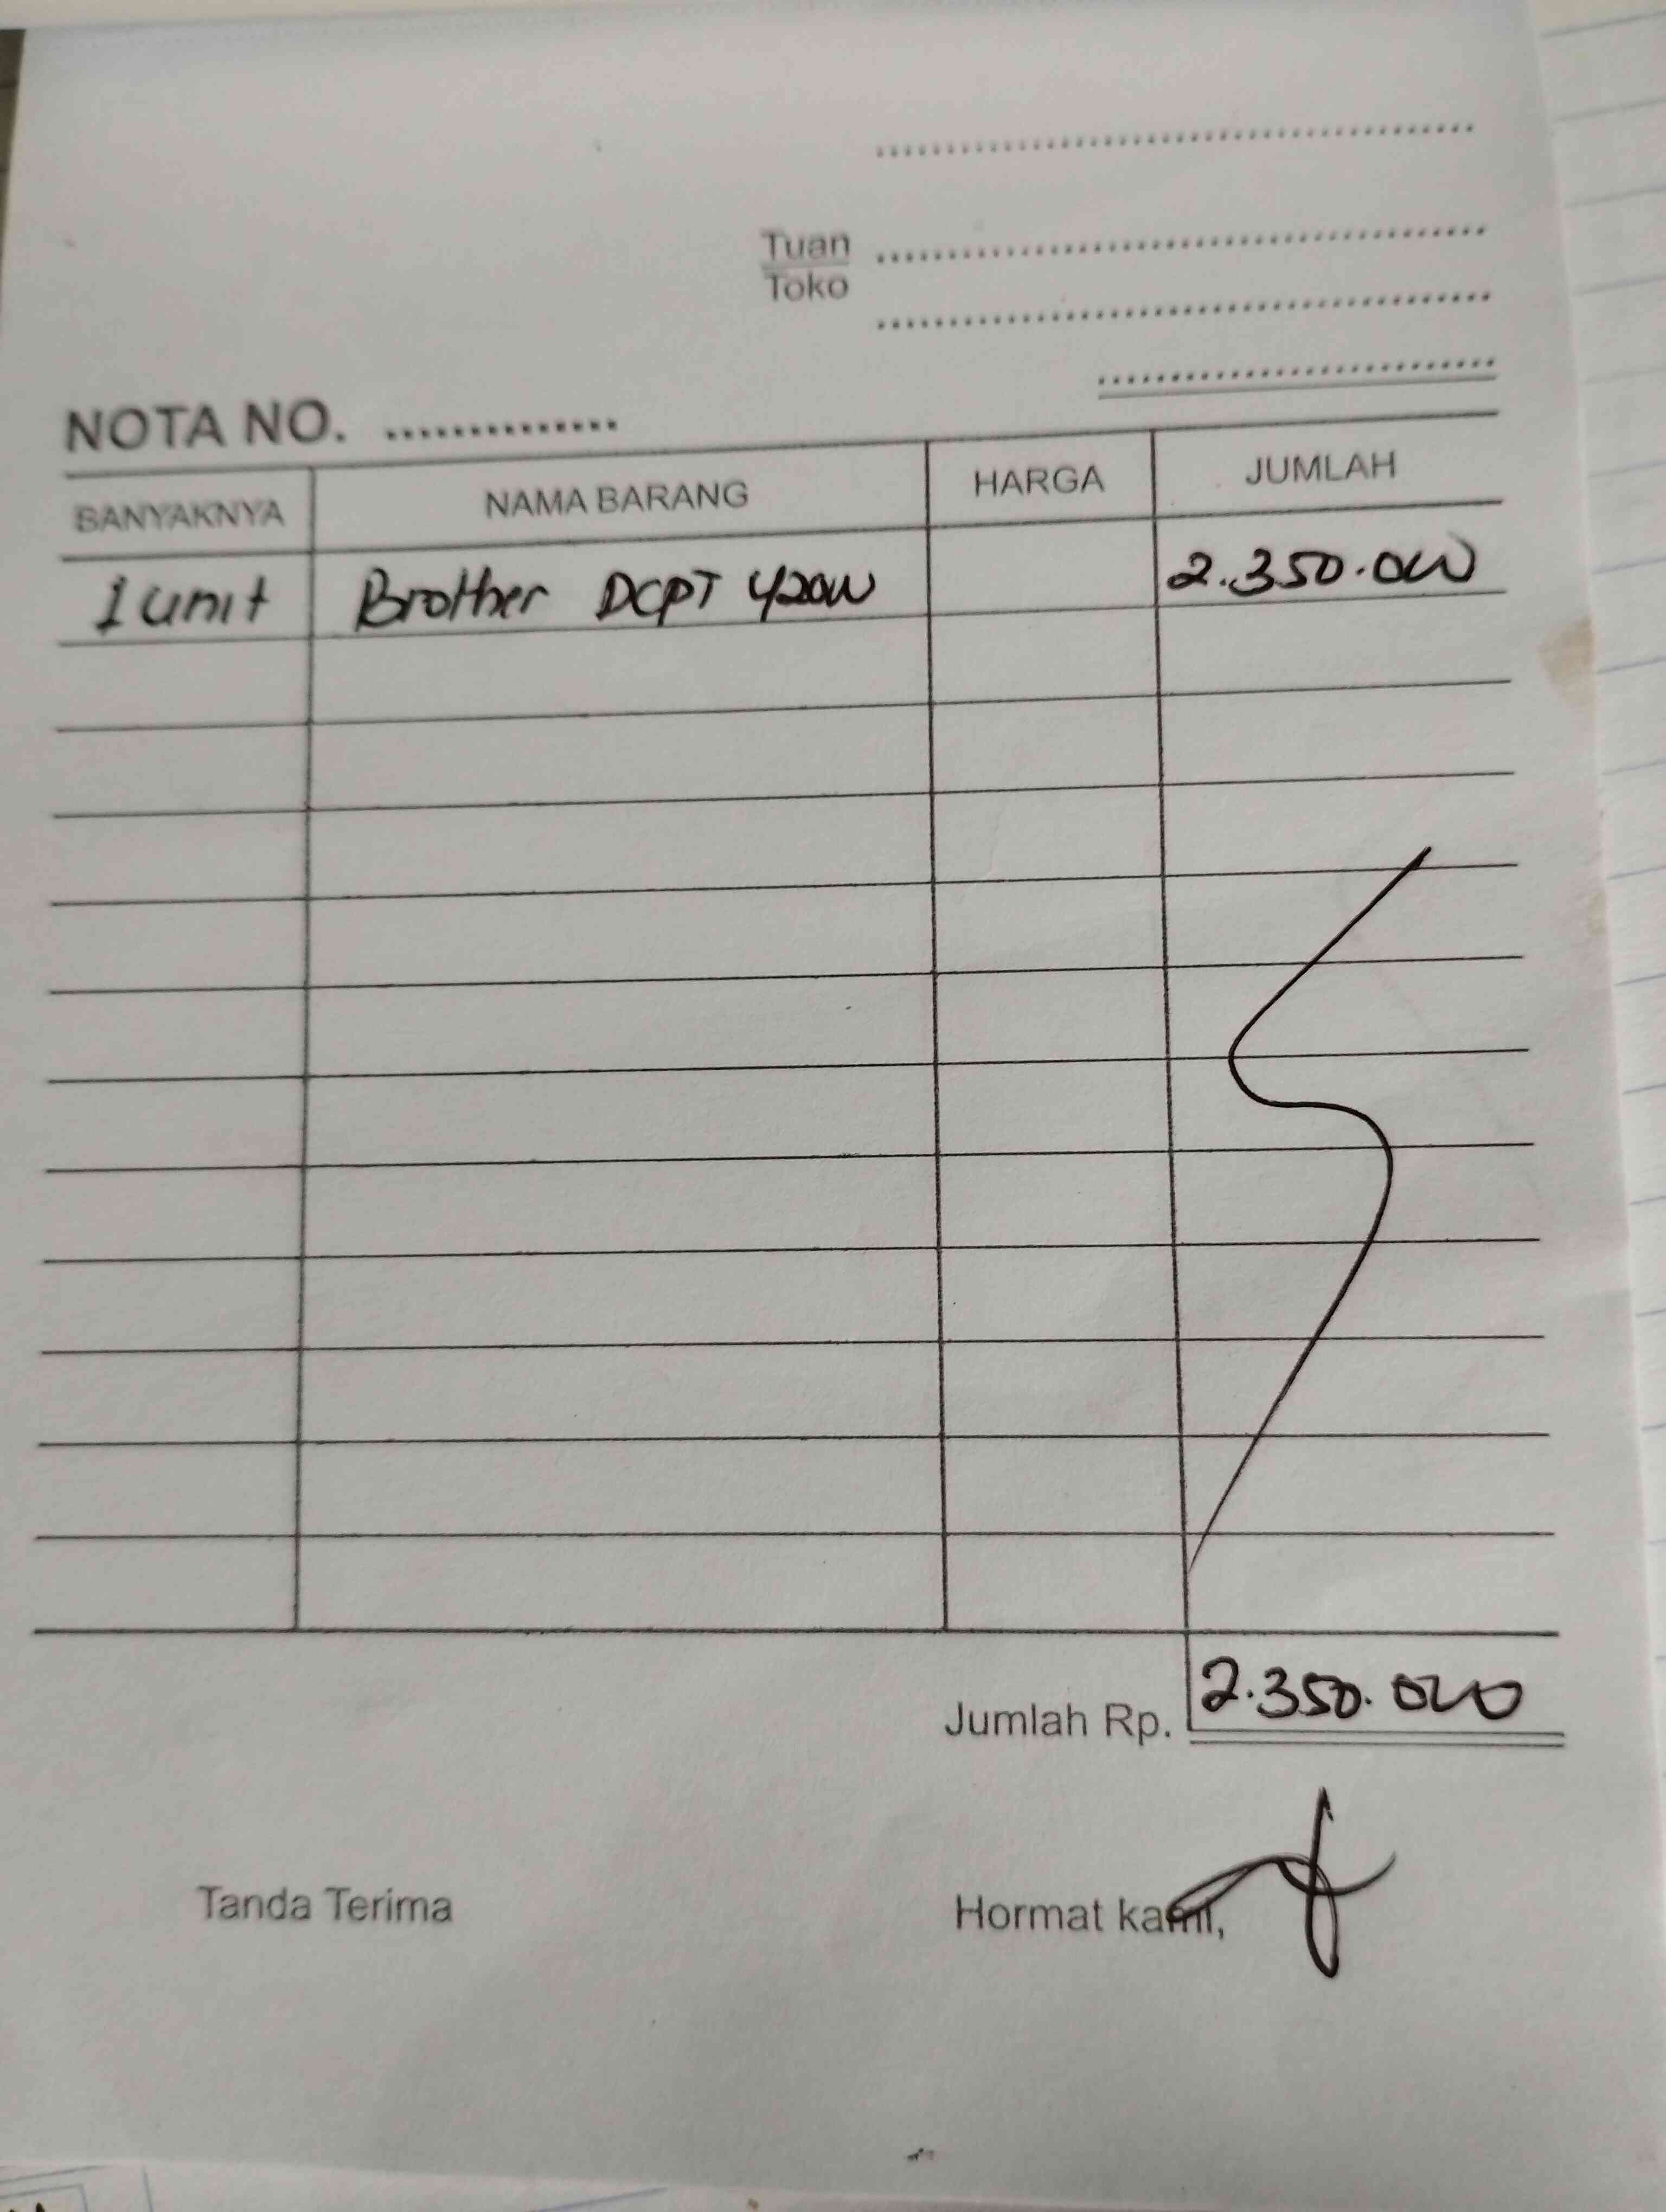 Tuan
Toko
NOTA NO.
BANYAKNYA NAMA BARANG HARGA JUMLAH
1 unit Brother DCPT 420W 2.350.000
Jumlah Rp. 2.350.000
Tanda Terima Hormat kami,